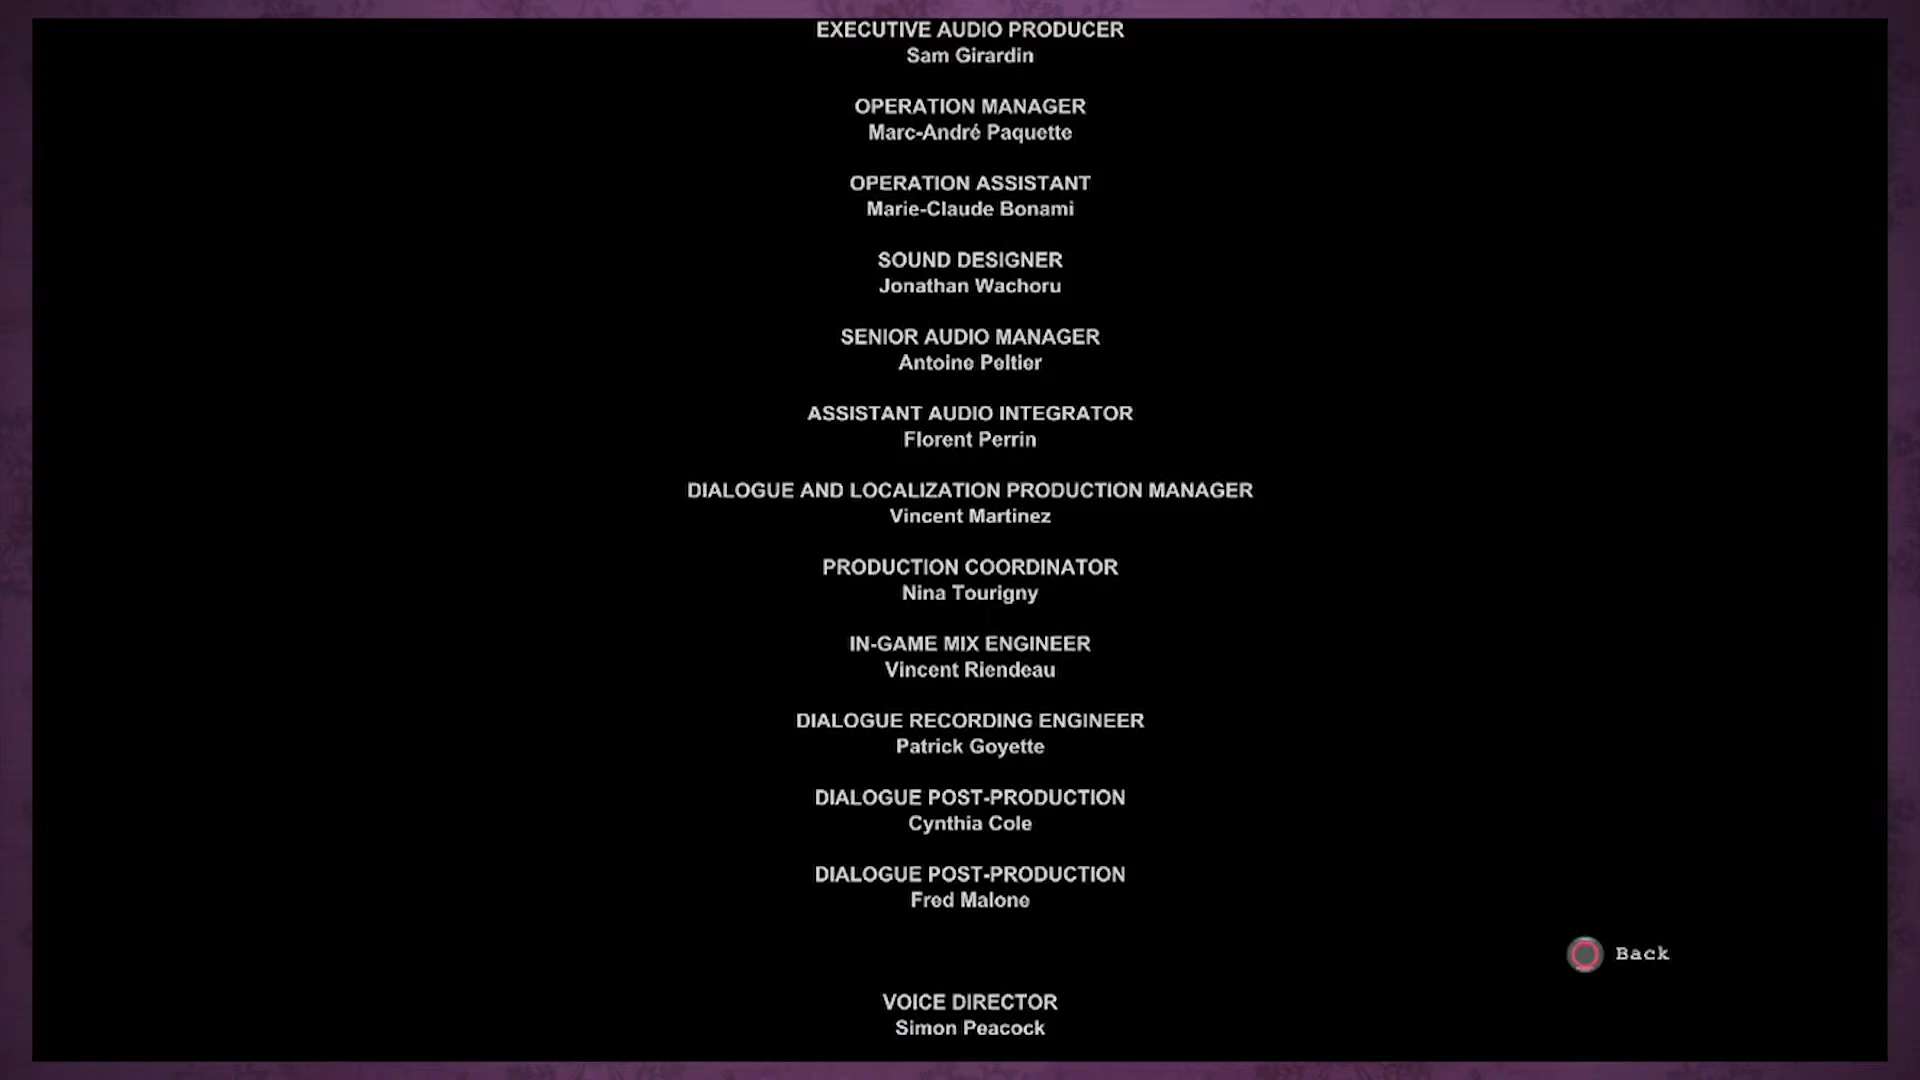 EXECUTIVE AUDIO PRODUCER
Sam Girardin
OPERATION MANAGER
Marc-André Paquette
OPERATION ASSISTANT
Marie-Claude Bonami
SOUND DESIGNER
Jonathan Wachoru
SENIOR AUDIO MANAGER
Antoine Peltier
ASSISTANT AUDIO INTEGRATOR
Florent Perrin
DIALOGUE AND LOCALIZATION PRODUCTION MANAGER
Vincent Martinez
PRODUCTION COORDINATOR
Nina Tourigny
IN-GAME MIX ENGINEER
Vincent Riendeau
DIALOGUE RECORDING ENGINEER
Patrick Goyette
DIALOGUE POST-PRODUCTION
Cynthia Cole
DIALOGUE POST-PRODUCTION
Fred Malone
Back
VOICE DIRECTOR
Simon Peacock